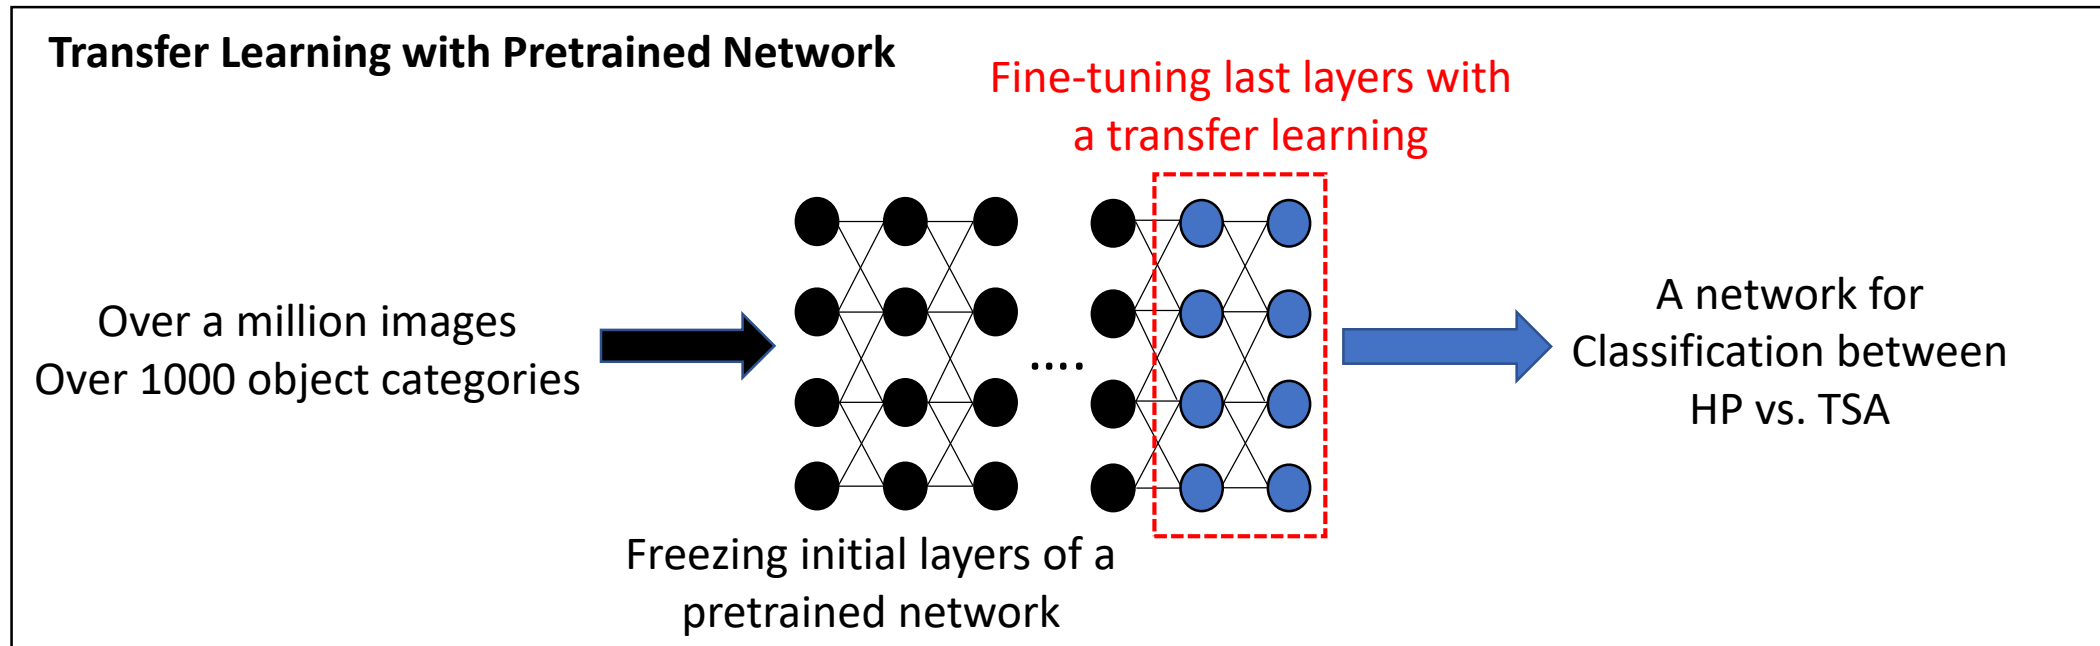 Transfer Learning with Pretrained Network
Fine-tuning last layers with
a transfer learning
Over a million images
Over 1000 object categories
....
A network for
Classification between
HP vs. TSA
Freezing initial layers of a
pretrained network